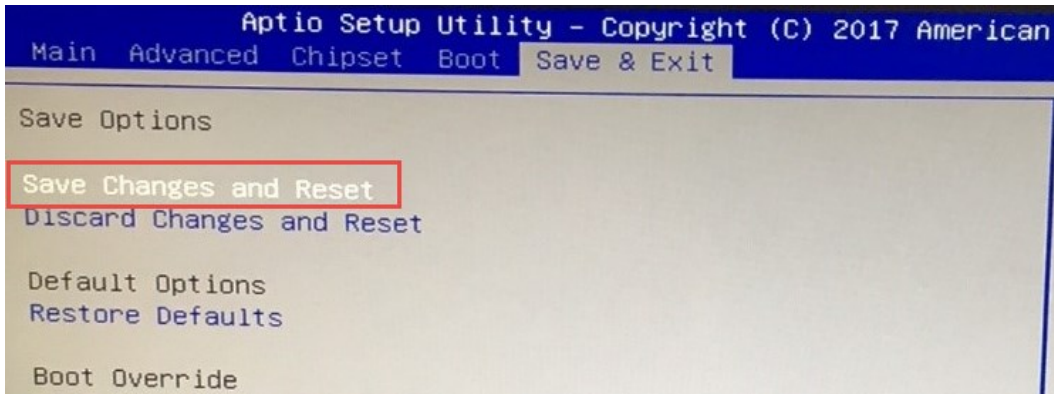 Aptio Setup Utility – Copyright (C) 2017 American
Main Advanced Chipset Boot Save & Exit
Save Options
Save Changes and Reset
Discard Changes and Reset
Default Options
Restore Defaults
Boot Override